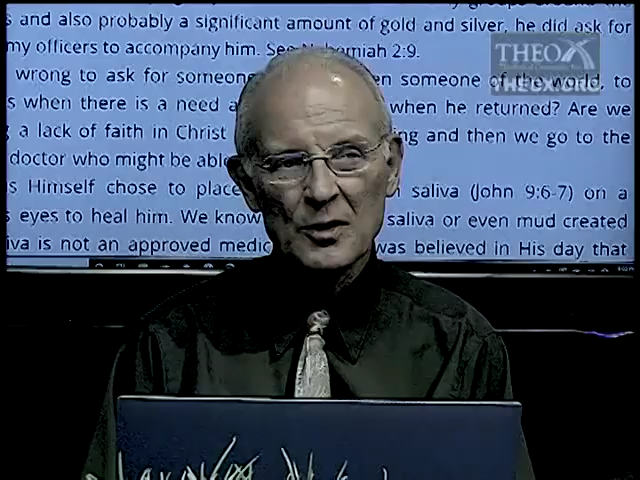 s and also probably a significant amount of gold and silver, he did ask for
my officers to accompany him. See Nehemiah 2:9.
wrong to ask for someone en someone of the world, to
s when there is a need a when he returned? Are we
g a lack of faith in Christ ing and then we go to the
doctor who might be able
s Himself chose to place n saliva (John 9:6-7) on a
s eyes to heal him. We know saliva or even mud created
iva is not an approved medic was believed in His day that
THEOX
THEOX.ORG